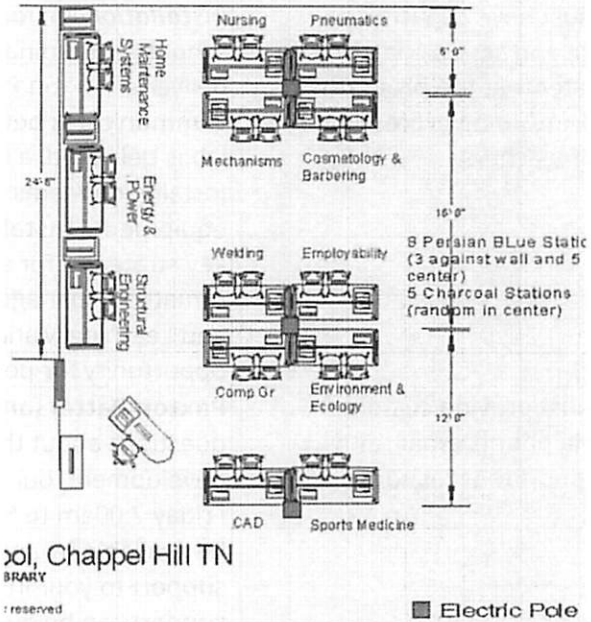 Nursing
Pneumatics
5'0"
Home
Maintenance
Systems
Mechanisms
Cosmatology &
Barbering
24'-8"
Energy &
Power
16'0"
8 Persian BLue Static
(3 against wall and 5
center)
5 Charcoal Stations
(random in center)
Welding
Employability
Structural
Engineering
Comp Gr
Environment &
Ecology
12'0"
CAD
Sports Medicine
ool, Chappel Hill TN
BRARY
reserved
Electric Pole